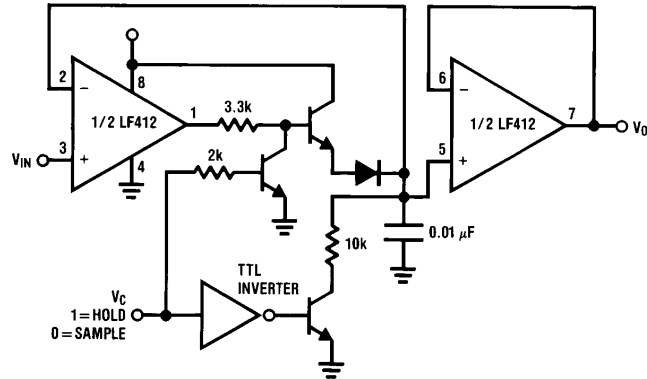 2
8
1/2 LF412
1
3.3k
6
7
1/2 LF412
V_O
V_IN
3
4
2k
5
10k
0.01 μF
TTL
INVERTER
V_C
1 = HOLD
0 = SAMPLE
−
+
−
+